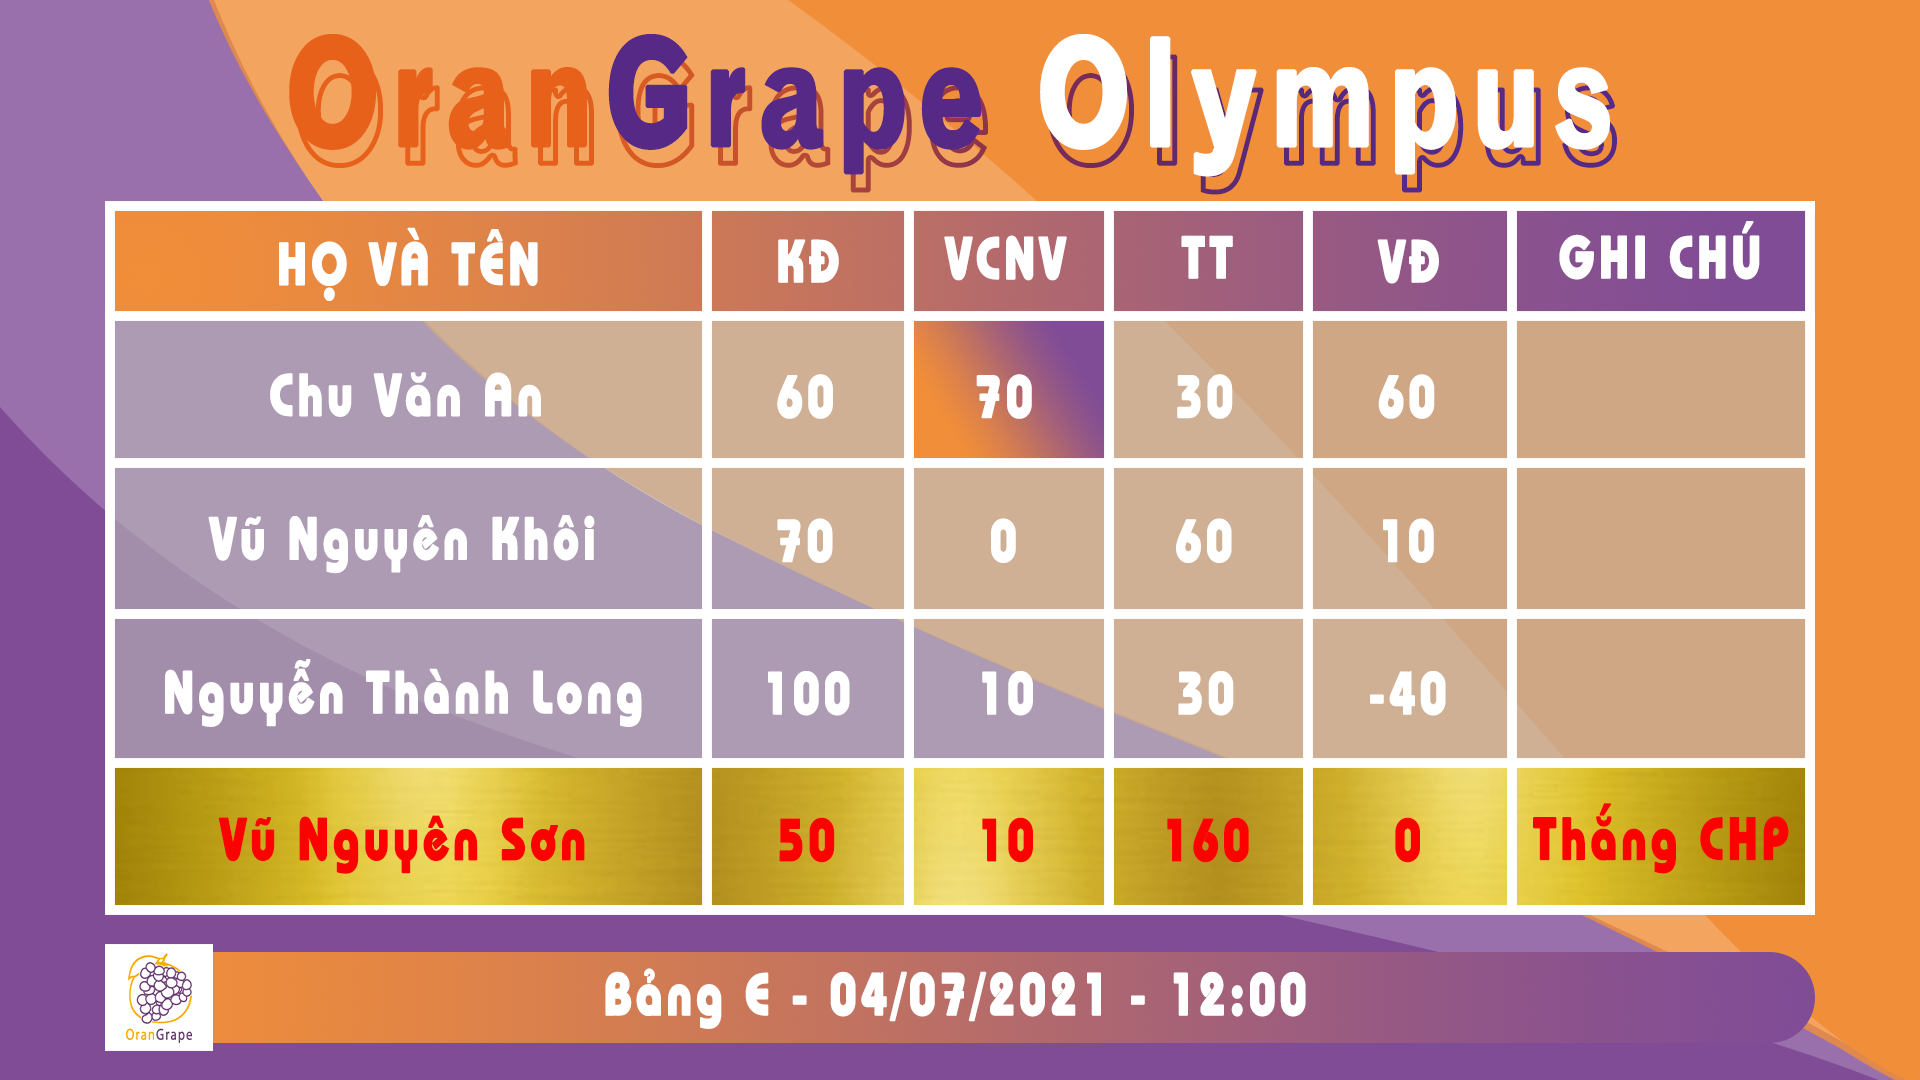 OranGrape Olympus
HỌ VÀ TÊN KĐ VCNV TT VĐ GHI CHÚ
Chu Văn An 60 70 30 60
Vũ Nguyên Khôi 70 0 60 10
Nguyễn Thành Long 100 10 30 -40
Vũ Nguyên Sơn 50 10 160 0 Thắng CHP
OranGrape
Bảng E - 04/07/2021 - 12:00